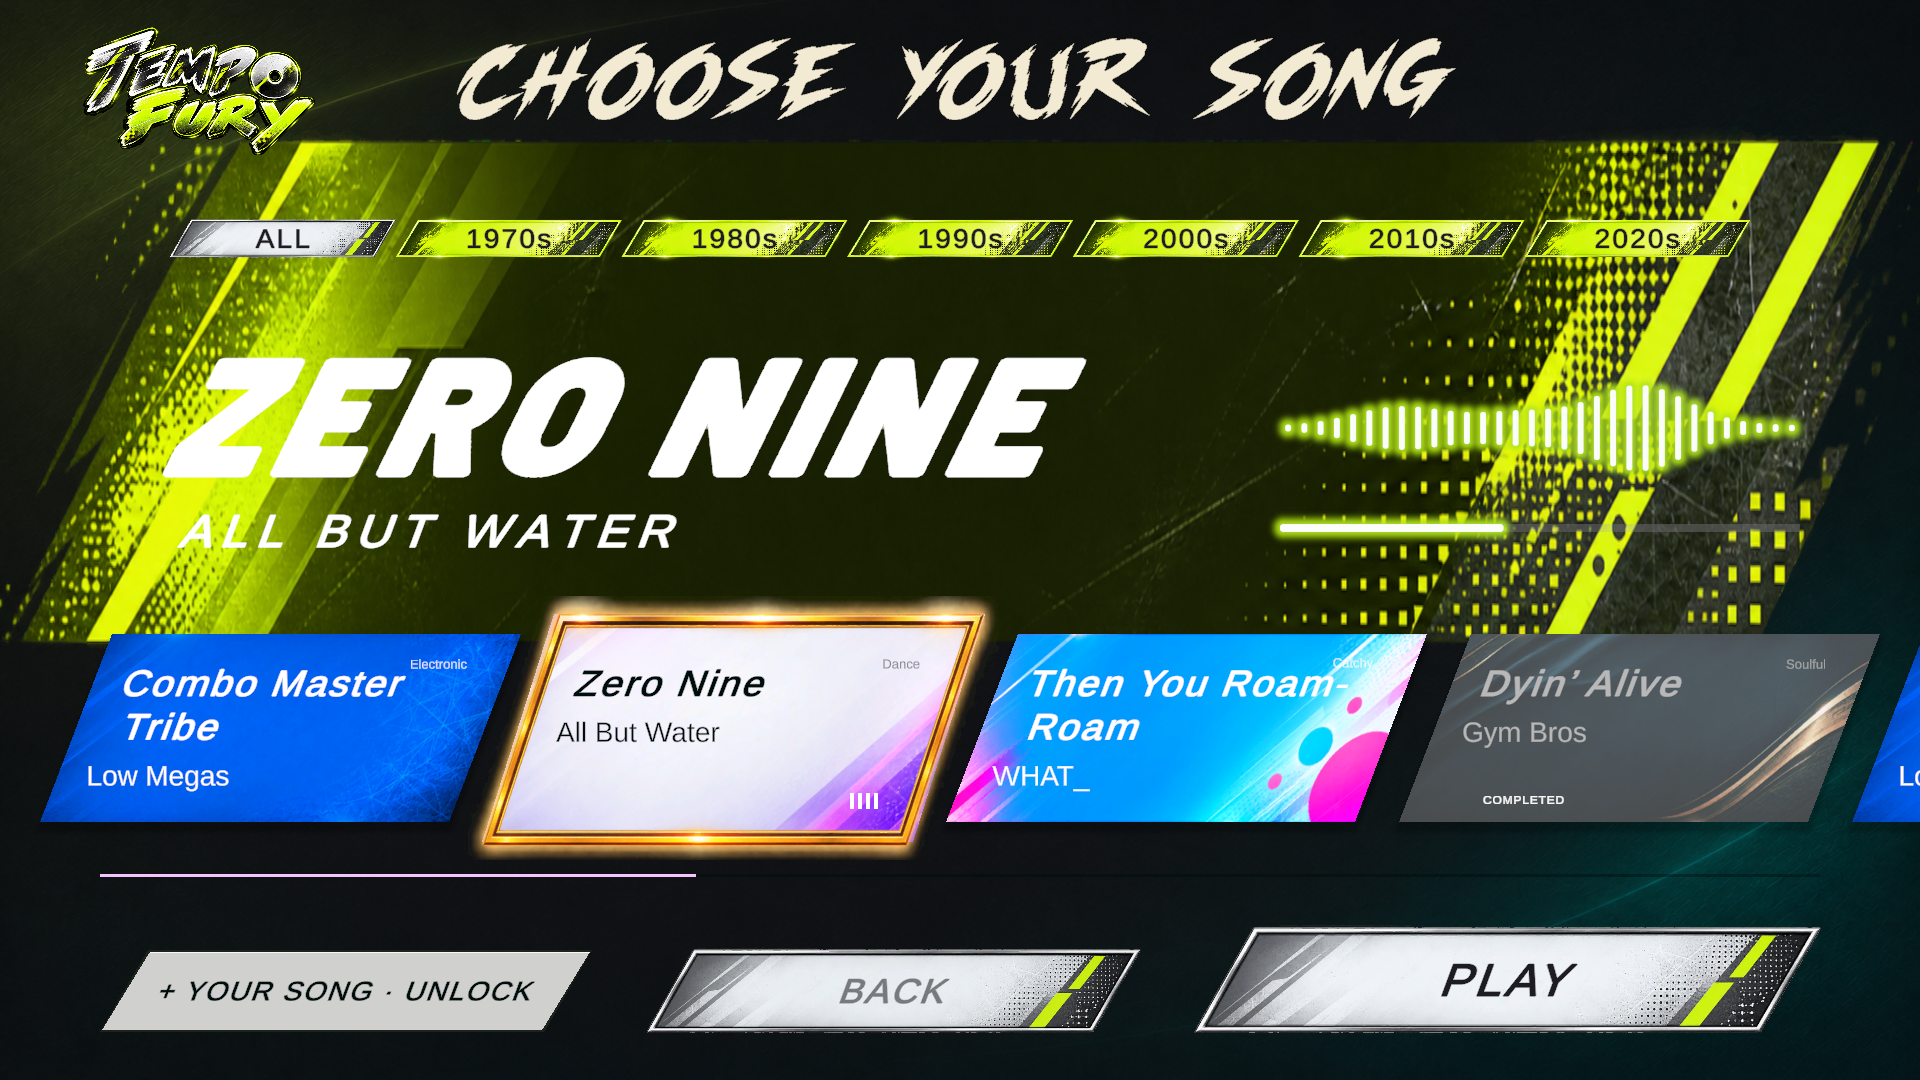 TEMPO
FURY
CHOOSE YOUR SONG
ALL
1970s
1980s
1990s
2000s
2010s
2020s
ZERO NINE
ALL BUT WATER
Electronic
Combo Master
Tribe
Low Megas
Dance
Zero Nine
All But Water
Catchy
Then You Roam-
Roam
WHAT_
Soulful
Dyin’ Alive
Gym Bros
COMPLETED
Lo
+ YOUR SONG · UNLOCK
BACK
PLAY